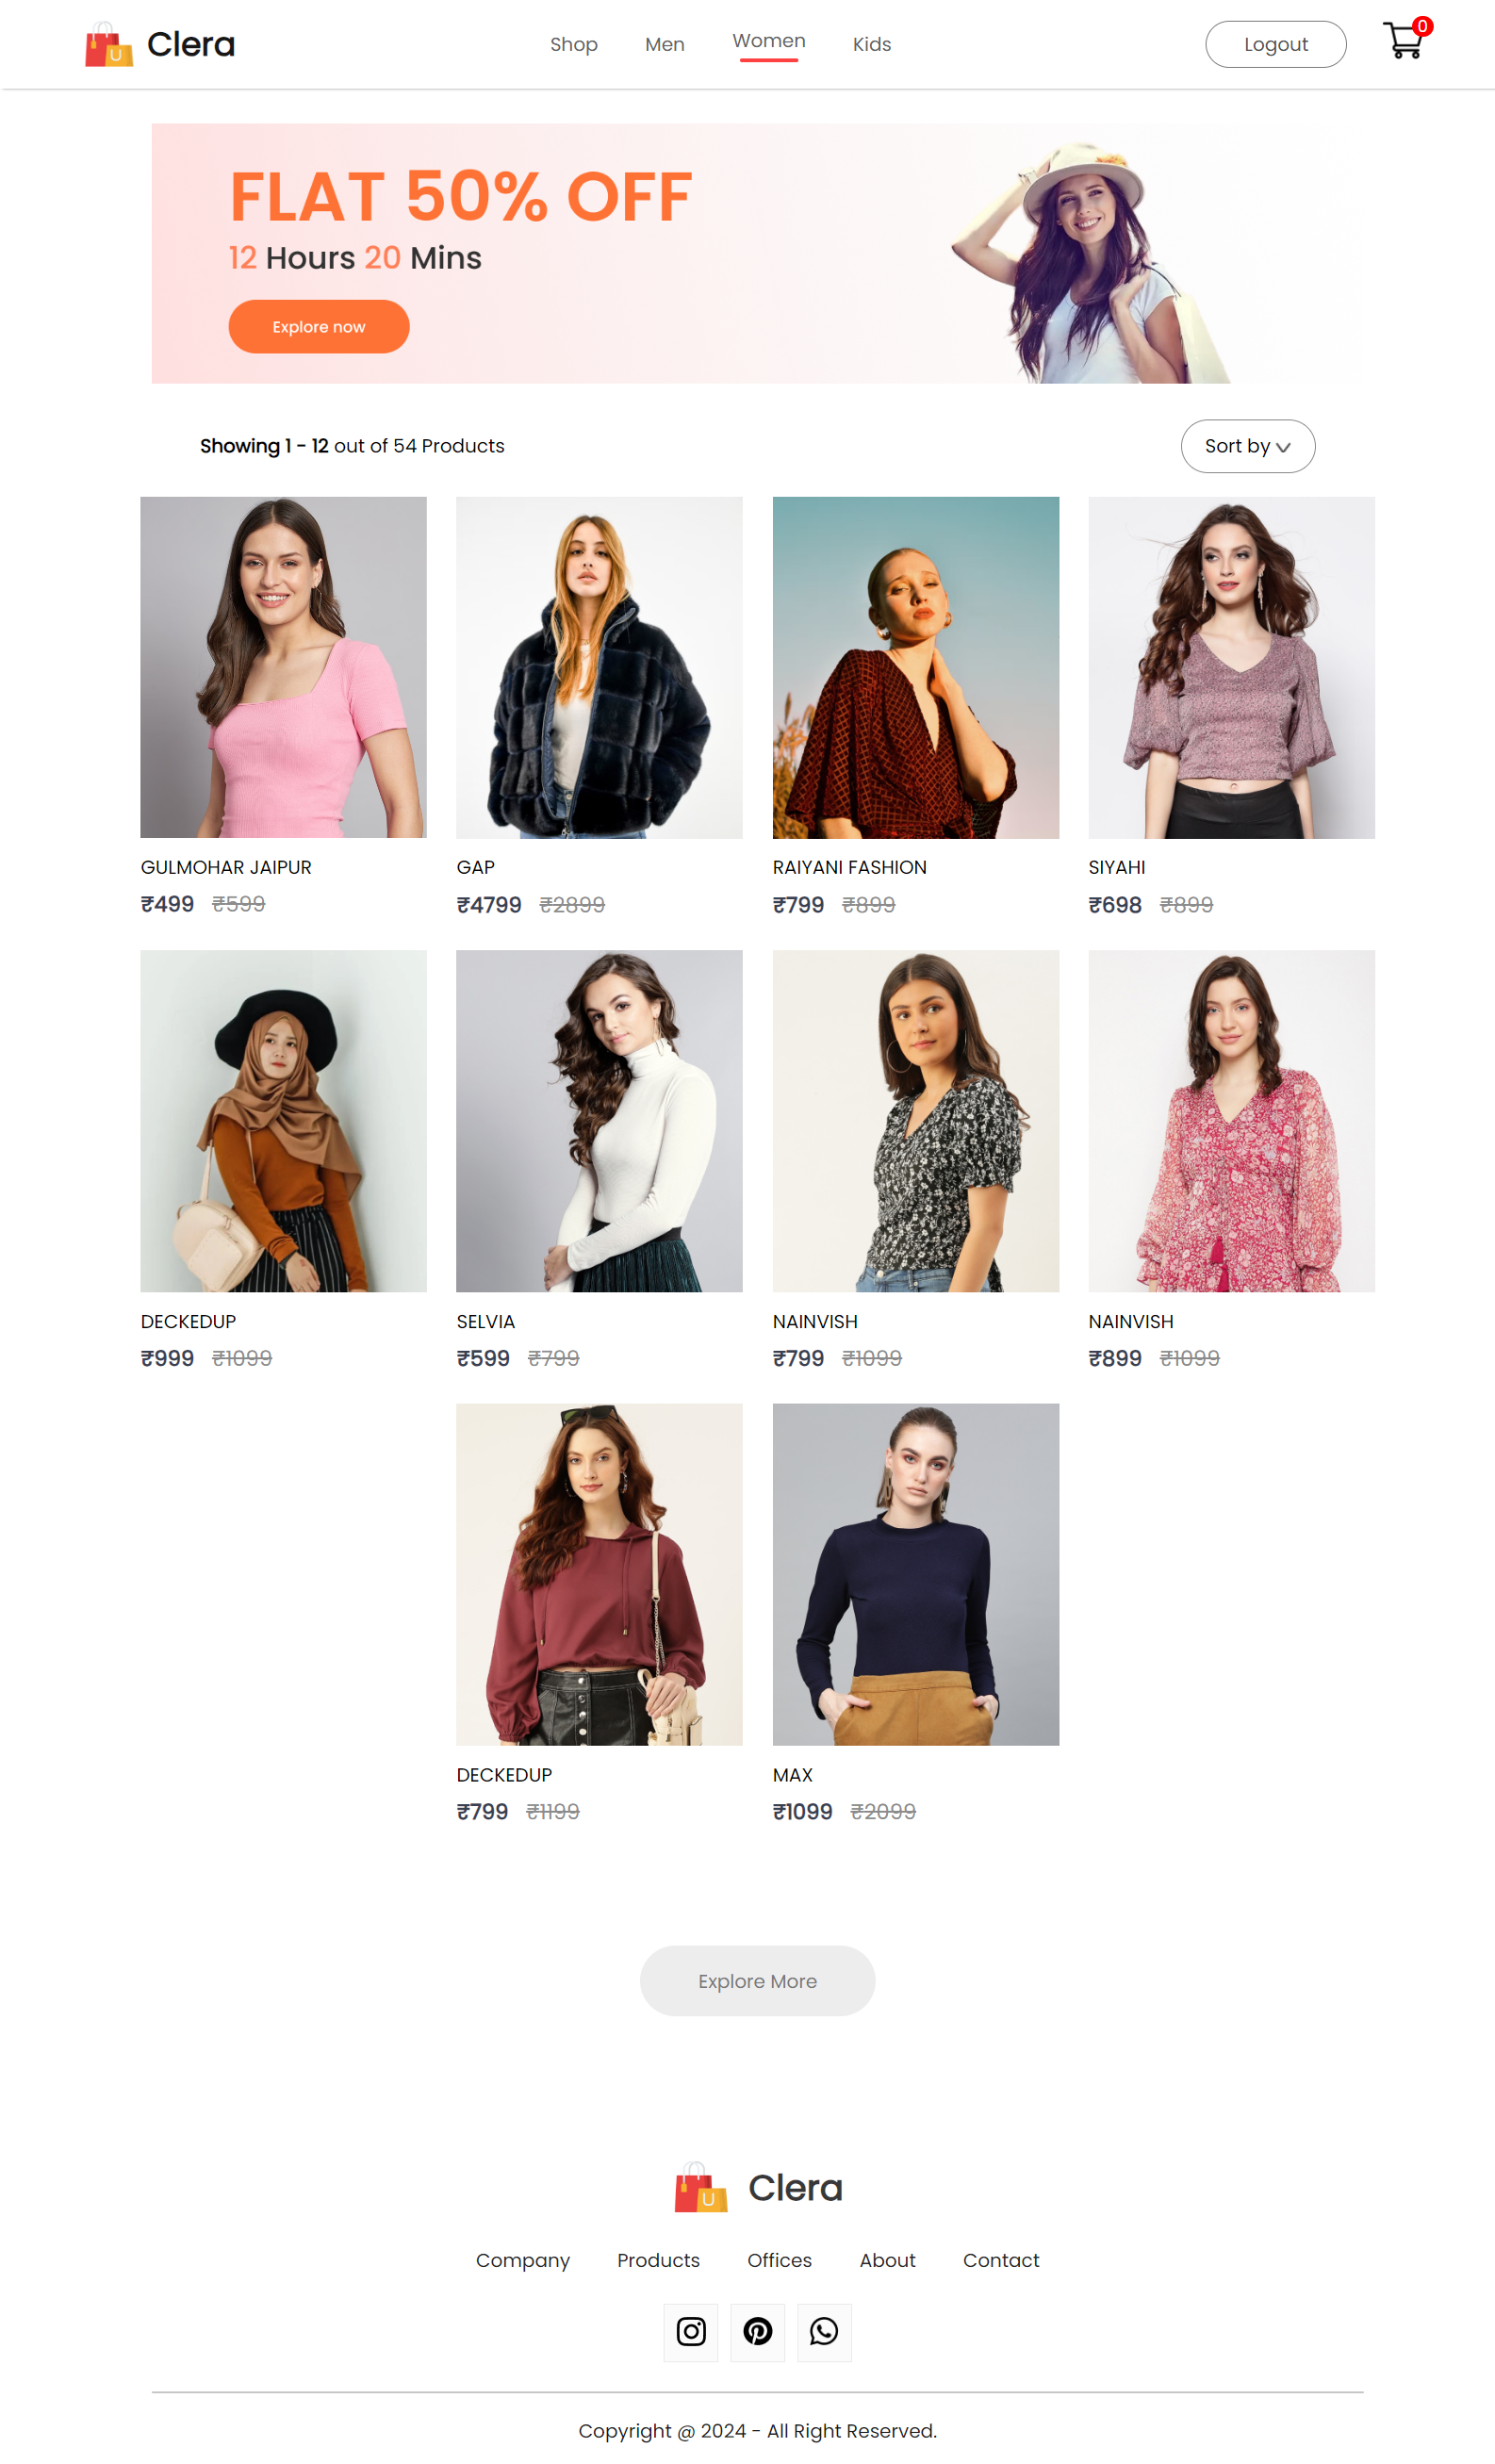 U Clera
Shop Men Women Kids
Logout 0
FLAT 50% OFF
12 Hours 20 Mins
Explore now
Showing 1 - 12 out of 54 Products
Sort by
GULMOHAR JAIPUR GAP RAIYANI FASHION SIYAHI
₹499 ₹599 ₹4799 ₹2899 ₹799 ₹899 ₹698 ₹899
DECKEDUP SELVIA NAINVISH NAINVISH
₹999 ₹1099 ₹599 ₹799 ₹799 ₹1099 ₹899 ₹1099
DECKEDUP MAX
₹799 ₹1199 ₹1099 ₹2099
Explore More
U Clera
Company Products Offices About Contact
Copyright @ 2024 - All Right Reserved.